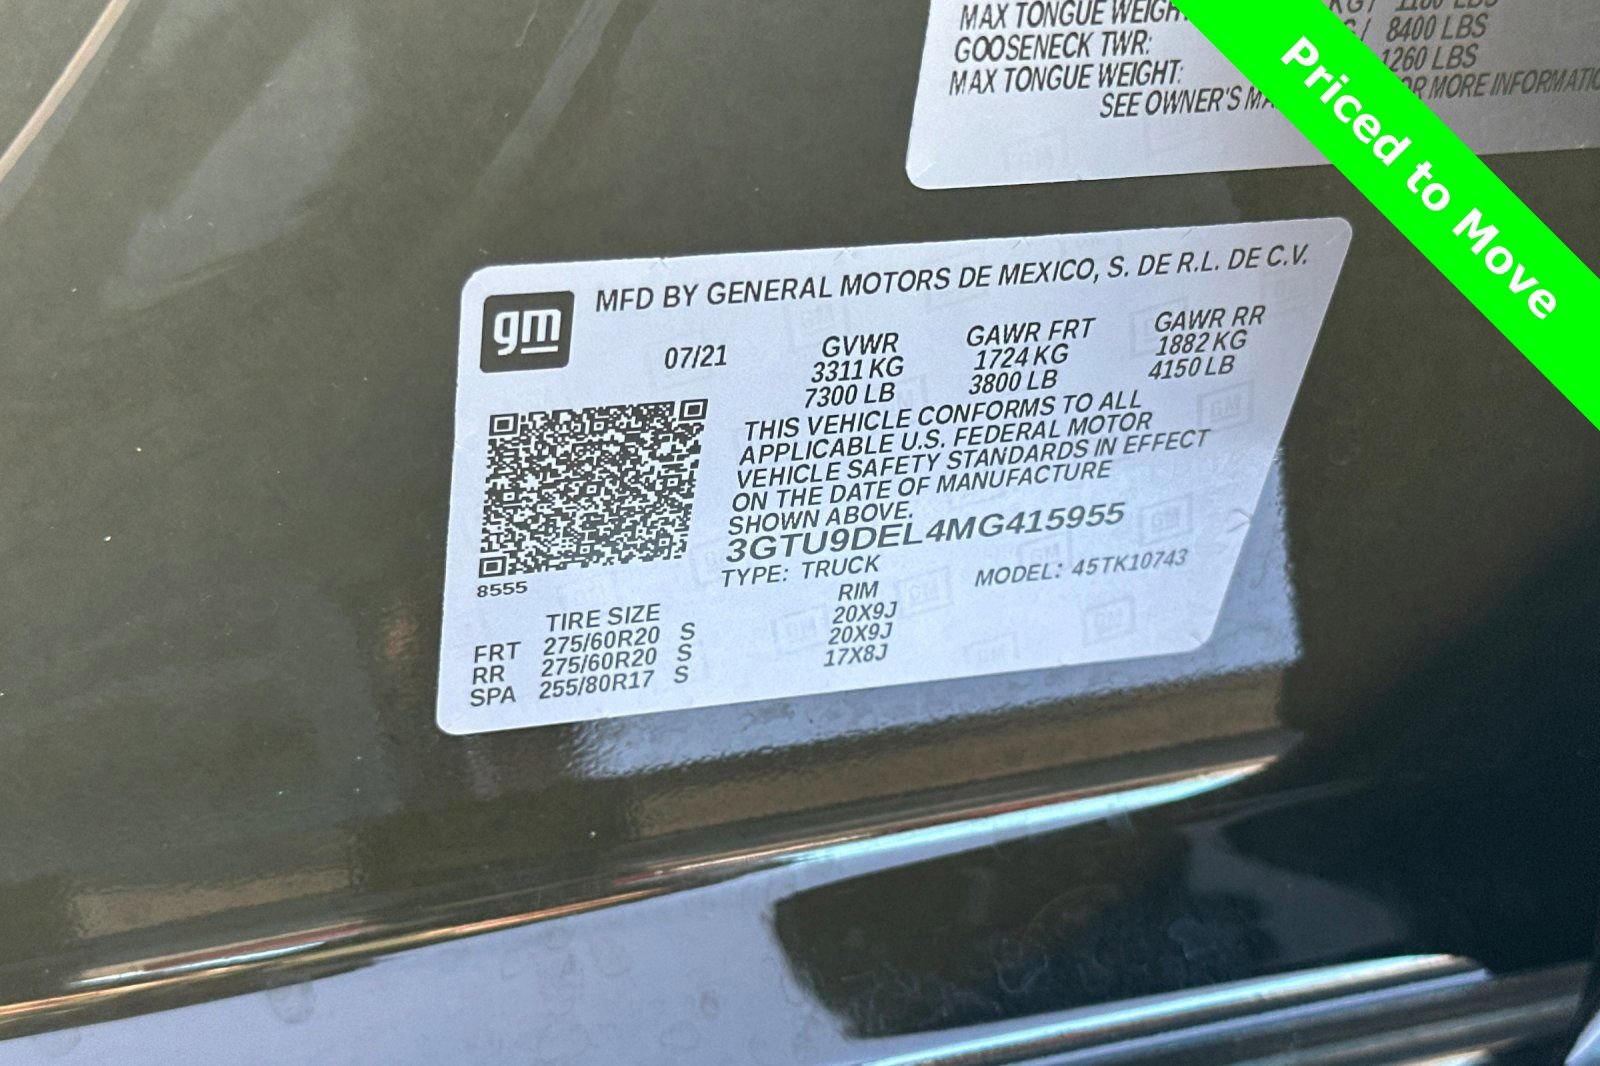 MAX TONGUE WEIGHT:
1180 LBS
GOOSENECK TWR:
8400 LBS
MAX TONGUE WEIGHT:
1260 LBS
SEE OWNER'S
MORE INFORMATION
Priced to Move
gm
MFD BY GENERAL MOTORS DE MEXICO, S. DE R.L. DE C.V.
07/21
GVWR GAWR FRT GAWR RR
3311 KG 1724 KG 1882 KG
7300 LB 3800 LB 4150 LB
THIS VEHICLE CONFORMS TO ALL
APPLICABLE U.S. FEDERAL MOTOR
VEHICLE SAFETY STANDARDS IN EFFECT
ON THE DATE OF MANUFACTURE
SHOWN ABOVE.
3GTU9DEL4MG415955
TYPE: TRUCK MODEL: 45TK10743
8555
TIRE SIZE RIM
FRT 275/60R20 S 20X9J
RR 275/60R20 S 20X9J
SPA 255/80R17 S 17X8J